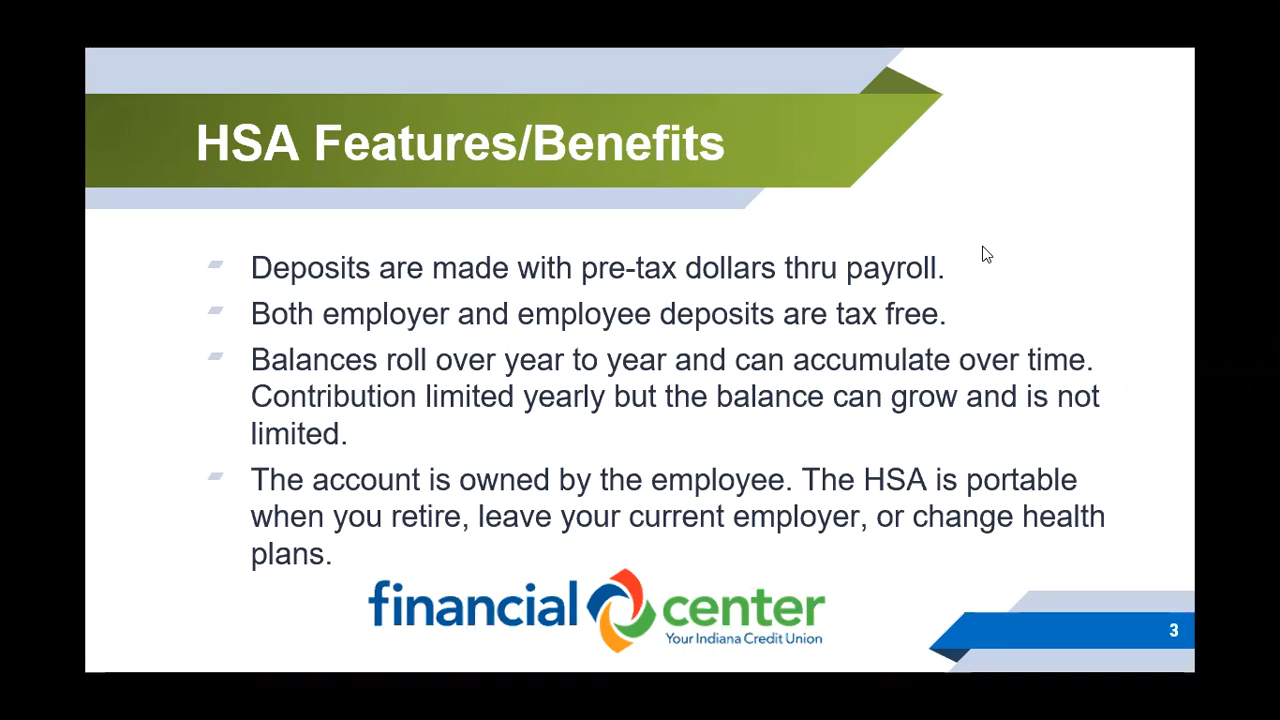 HSA Features/Benefits
Deposits are made with pre-tax dollars thru payroll.
Both employer and employee deposits are tax free.
Balances roll over year to year and can accumulate over time.
Contribution limited yearly but the balance can grow and is not
limited.
The account is owned by the employee. The HSA is portable
when you retire, leave your current employer, or change health
plans.
financial center
Your Indiana Credit Union
3